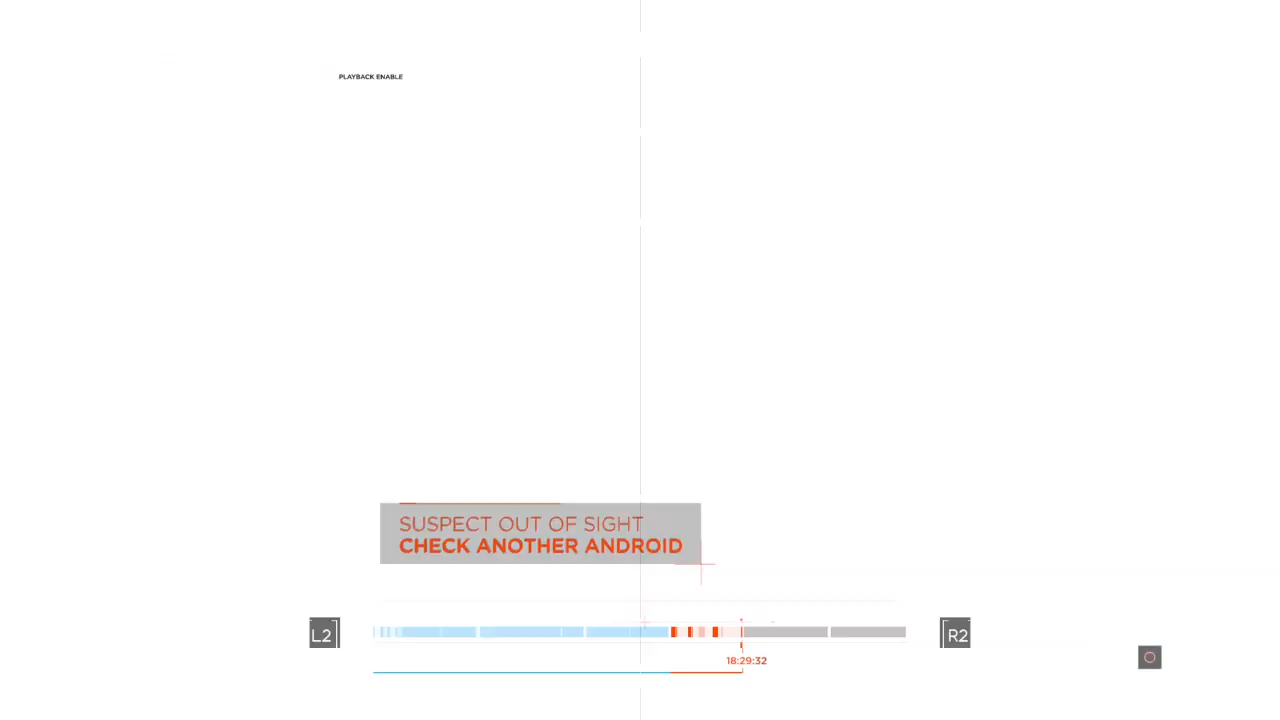 PLAYBACK ENABLE
SUSPECT OUT OF SIGHT
CHECK ANOTHER ANDROID
L2
R2
18:29:32